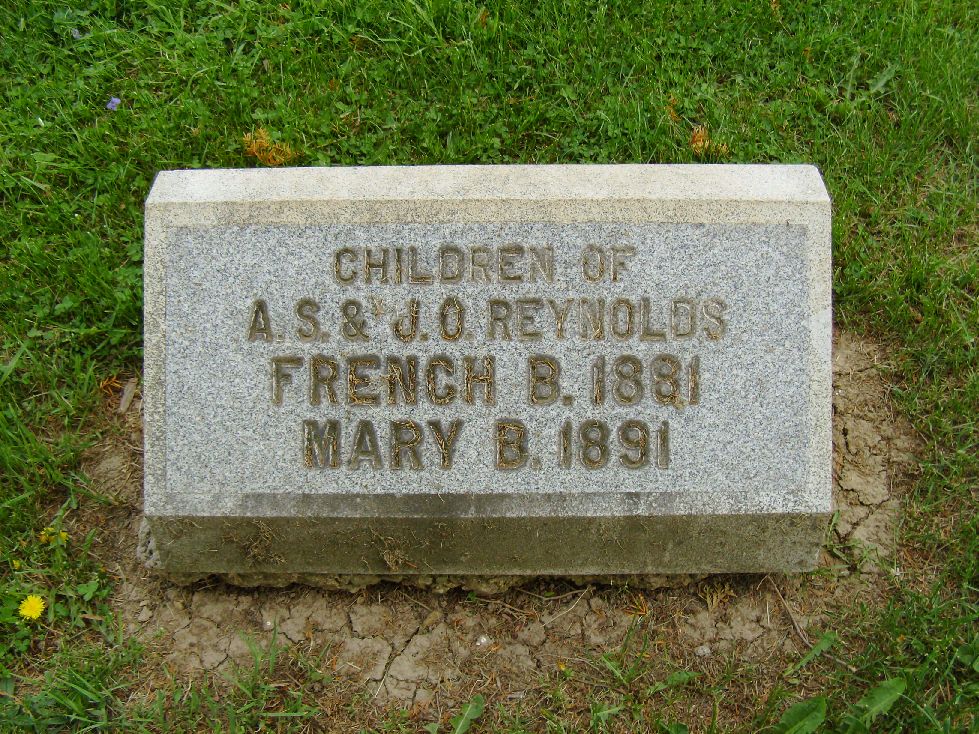 CHILDREN OF
A. S. & J. O. REYNOLDS
FRENCH B. 1881
MARY B. 1891